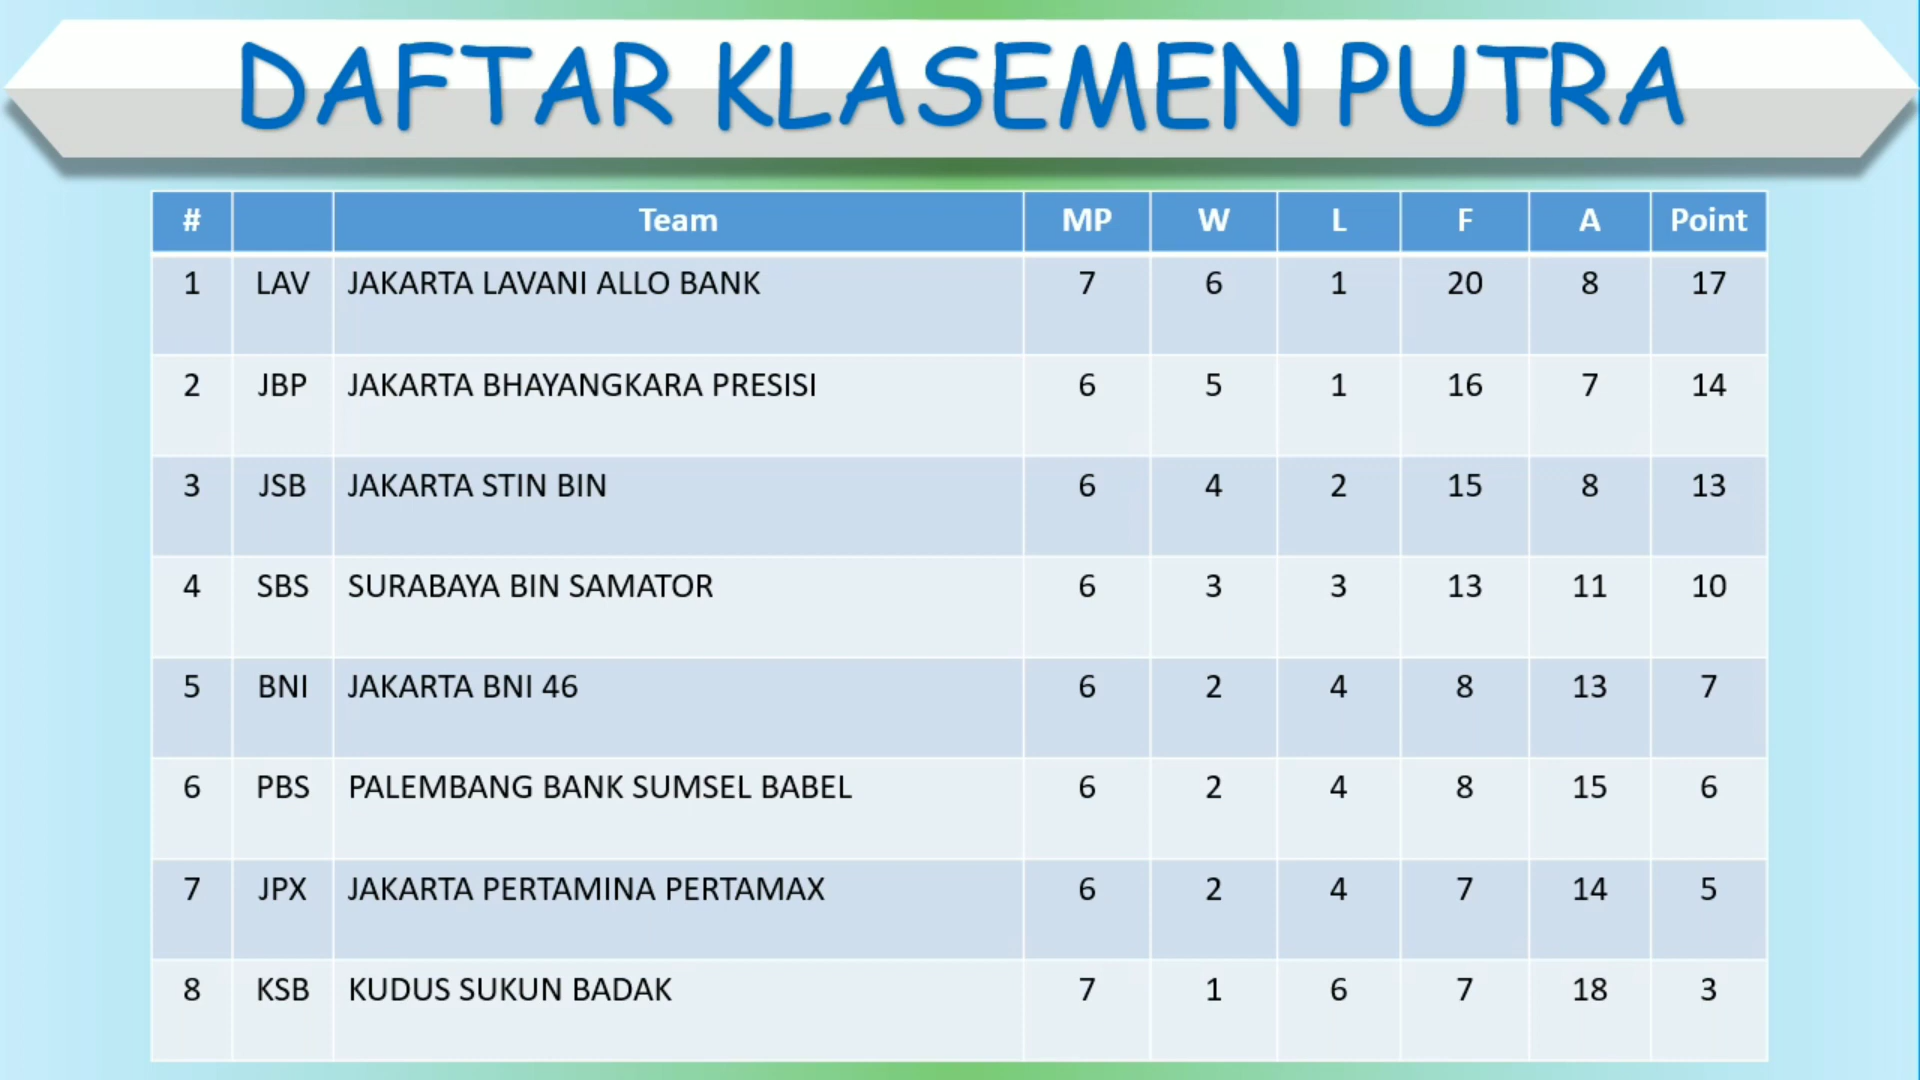 DAFTAR KLASEMEN PUTRA
# Team MP W L F A Point
1 LAV JAKARTA LAVANI ALLO BANK 7 6 1 20 8 17
2 JBP JAKARTA BHAYANGKARA PRESISI 6 5 1 16 7 14
3 JSB JAKARTA STIN BIN 6 4 2 15 8 13
4 SBS SURABAYA BIN SAMATOR 6 3 3 13 11 10
5 BNI JAKARTA BNI 46 6 2 4 8 13 7
6 PBS PALEMBANG BANK SUMSEL BABEL 6 2 4 8 15 6
7 JPX JAKARTA PERTAMINA PERTAMAX 6 2 4 7 14 5
8 KSB KUDUS SUKUN BADAK 7 1 6 7 18 3